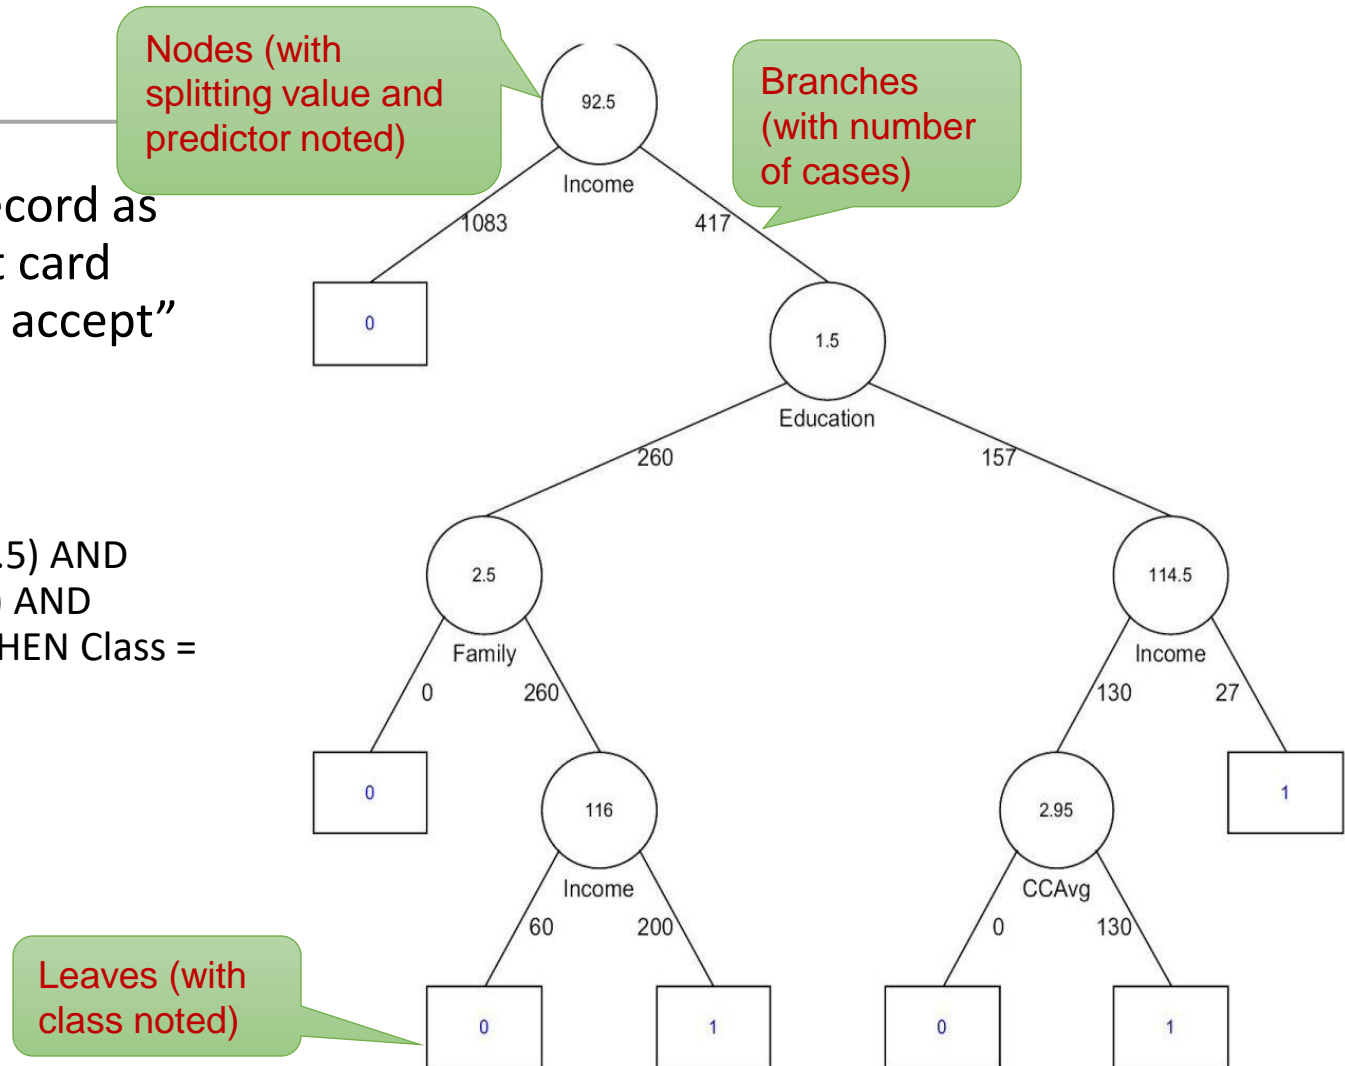 Nodes (with
splitting value and
predictor noted)
Branches
(with number
of cases)
92.5
Income
1083
417
ecord as
t card
accept”
0
1.5
Education
260
157
.5) AND
) AND
HEN Class =
2.5
Family
114.5
Income
0
260
130
27
0
116
Income
2.95
CCAvg
1
60
200
0
130
Leaves (with
class noted)
0
1
0
1